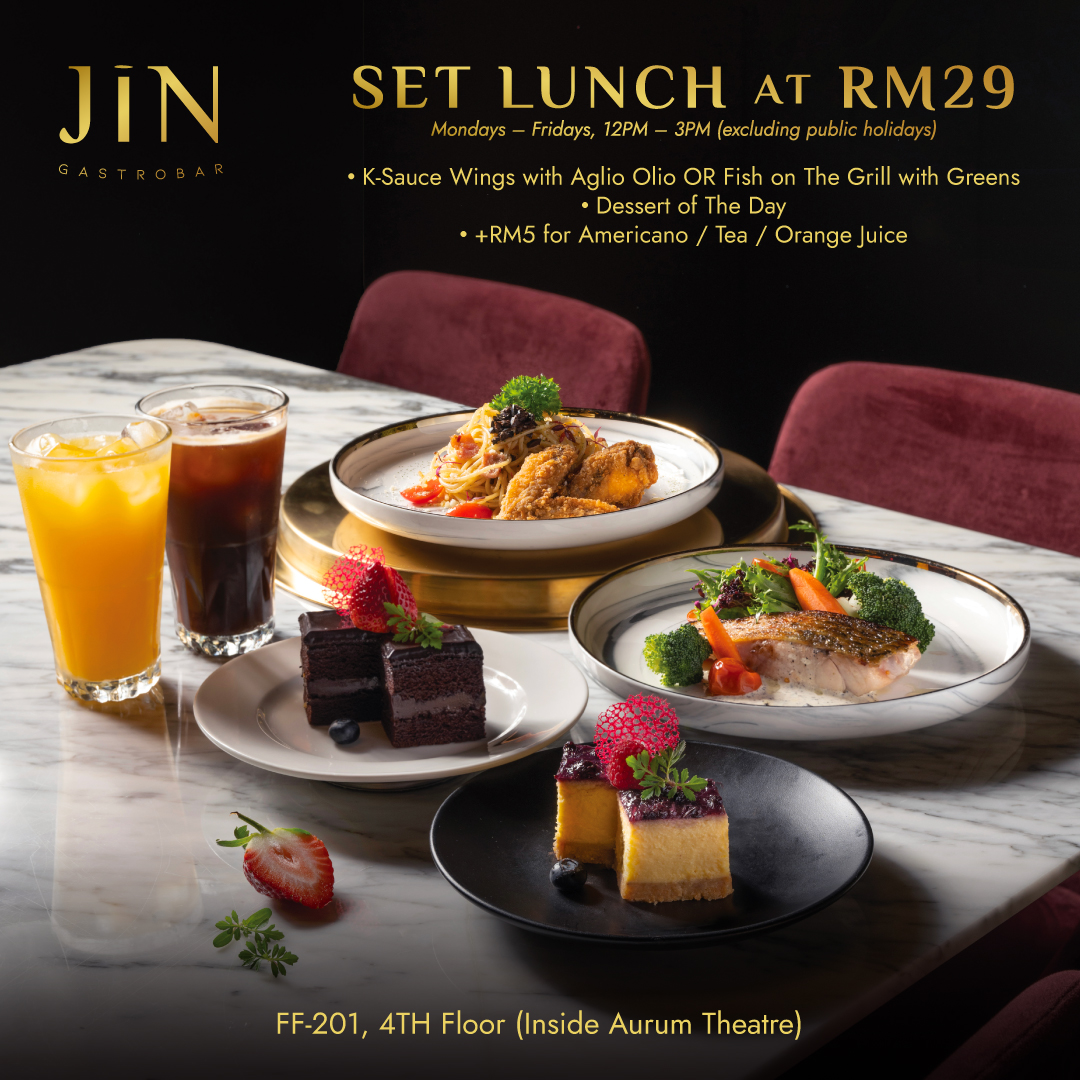 JiN
GASTROBAR
SET LUNCH AT RM29
Mondays – Fridays, 12PM – 3PM (excluding public holidays)
• K-Sauce Wings with Aglio Olio OR Fish on The Grill with Greens
• Dessert of The Day
• +RM5 for Americano / Tea / Orange Juice
FF-201, 4TH Floor (Inside Aurum Theatre)